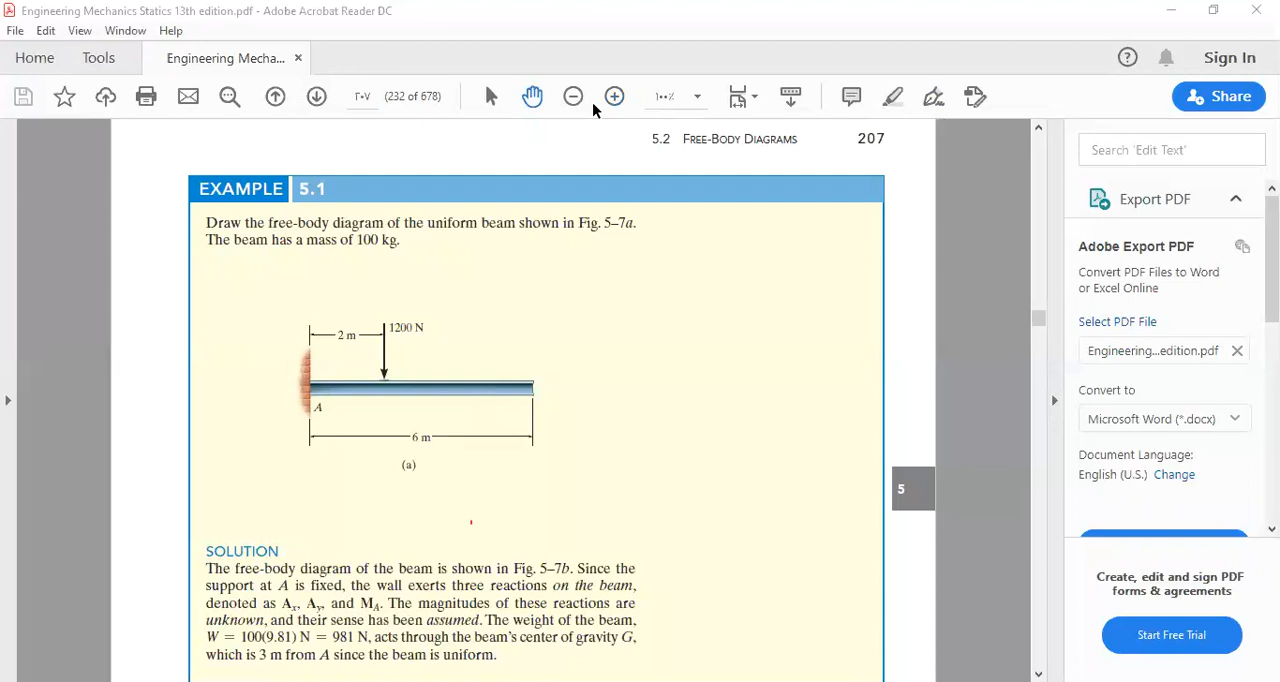 Engineering Mechanics Statics 13th edition.pdf - Adobe Acrobat Reader DC
File Edit View Window Help
Home Tools Engineering Mecha... ×
Sign In
٢٠٧ (232 of 678) ١٠٠٪
Share
5.2 FREE-BODY DIAGRAMS 207
EXAMPLE 5.1
Draw the free-body diagram of the uniform beam shown in Fig. 5–7a.
The beam has a mass of 100 kg.
1200 N
2 m
A
6 m
(a)
5
SOLUTION
The free-body diagram of the beam is shown in Fig. 5–7b. Since the
support at A is fixed, the wall exerts three reactions on the beam,
denoted as Aₓ, Aᵧ, and M_A. The magnitudes of these reactions are
unknown, and their sense has been assumed. The weight of the beam,
W = 100(9.81) N = 981 N, acts through the beam's center of gravity G,
which is 3 m from A since the beam is uniform.
Search 'Edit Text'
Export PDF
Adobe Export PDF
Convert PDF Files to Word
or Excel Online
Select PDF File
Engineering...edition.pdf
Convert to
Microsoft Word (*.docx)
Document Language:
English (U.S.) Change
Create, edit and sign PDF
forms & agreements
Start Free Trial